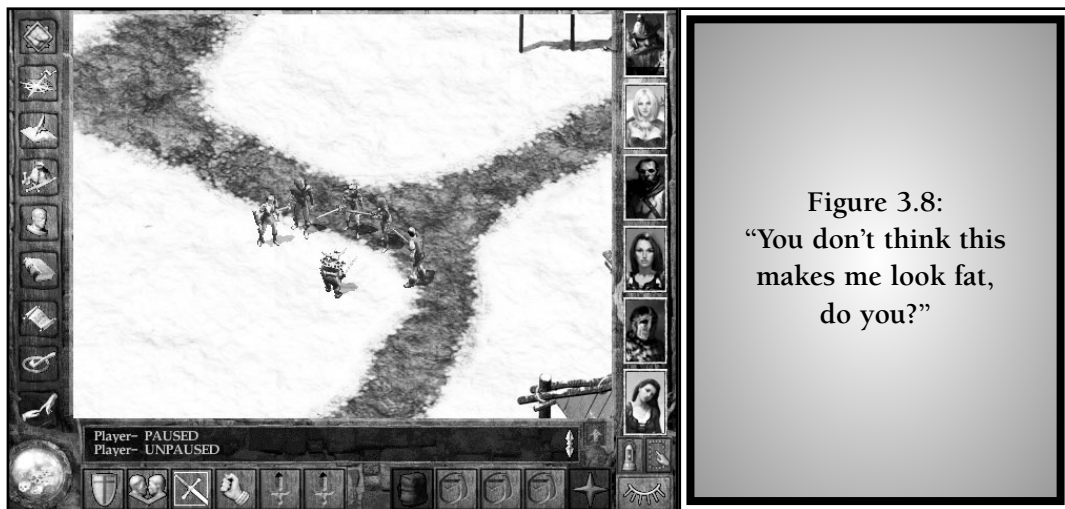 Player- PAUSED
Player- UNPAUSED
Figure 3.8:
“You don’t think this
makes me look fat,
do you?”